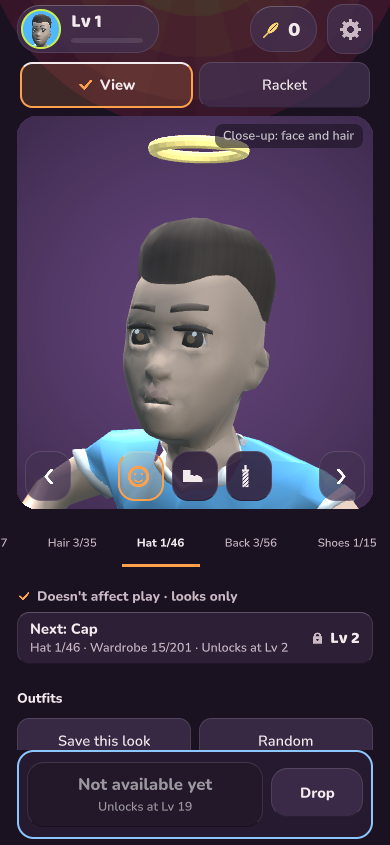 Lv 1
0
View
Racket
Close-up: face and hair
7
Hair 3/35
Hat 1/46
Back 3/56
Shoes 1/15
Doesn't affect play · looks only
Next: Cap
Hat 1/46 · Wardrobe 15/201 · Unlocks at Lv 2
Lv 2
Outfits
Save this look
Random
Not available yet
Unlocks at Lv 19
Drop